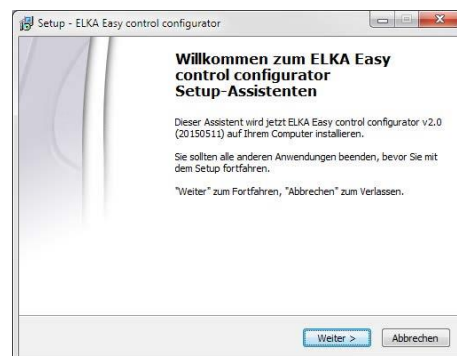 Setup - ELKA Easy control configurator
Willkommen zum ELKA Easy
control configurator
Setup-Assistenten
Dieser Assistent wird jetzt ELKA Easy control configurator v2.0
(20150511) auf Ihrem Computer installieren.
Sie sollten alle anderen Anwendungen beenden, bevor Sie mit
dem Setup fortfahren.
"Weiter" zum Fortfahren, "Abbrechen" zum Verlassen.
Weiter >
Abbrechen